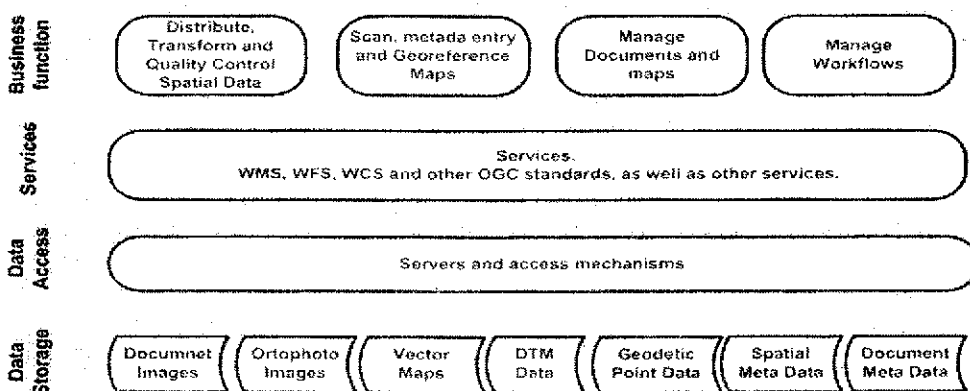 Business
function
Distribute,
Transform and
Quality Control
Spatial Data
Scan, metada entry
and Georeference
Maps
Manage
Documents and
maps
Manage
Workflows
Services
Services.
WMS, WFS, WCS and other OGC standards, as well as other services.
Data
Access
Servers and access mechanisms
Data
Storage
Documnet
Images
Ortophoto
Images
Vector
Maps
DTM
Data
Geodetic
Point Data
Spatial
Meta Data
Document
Meta Data